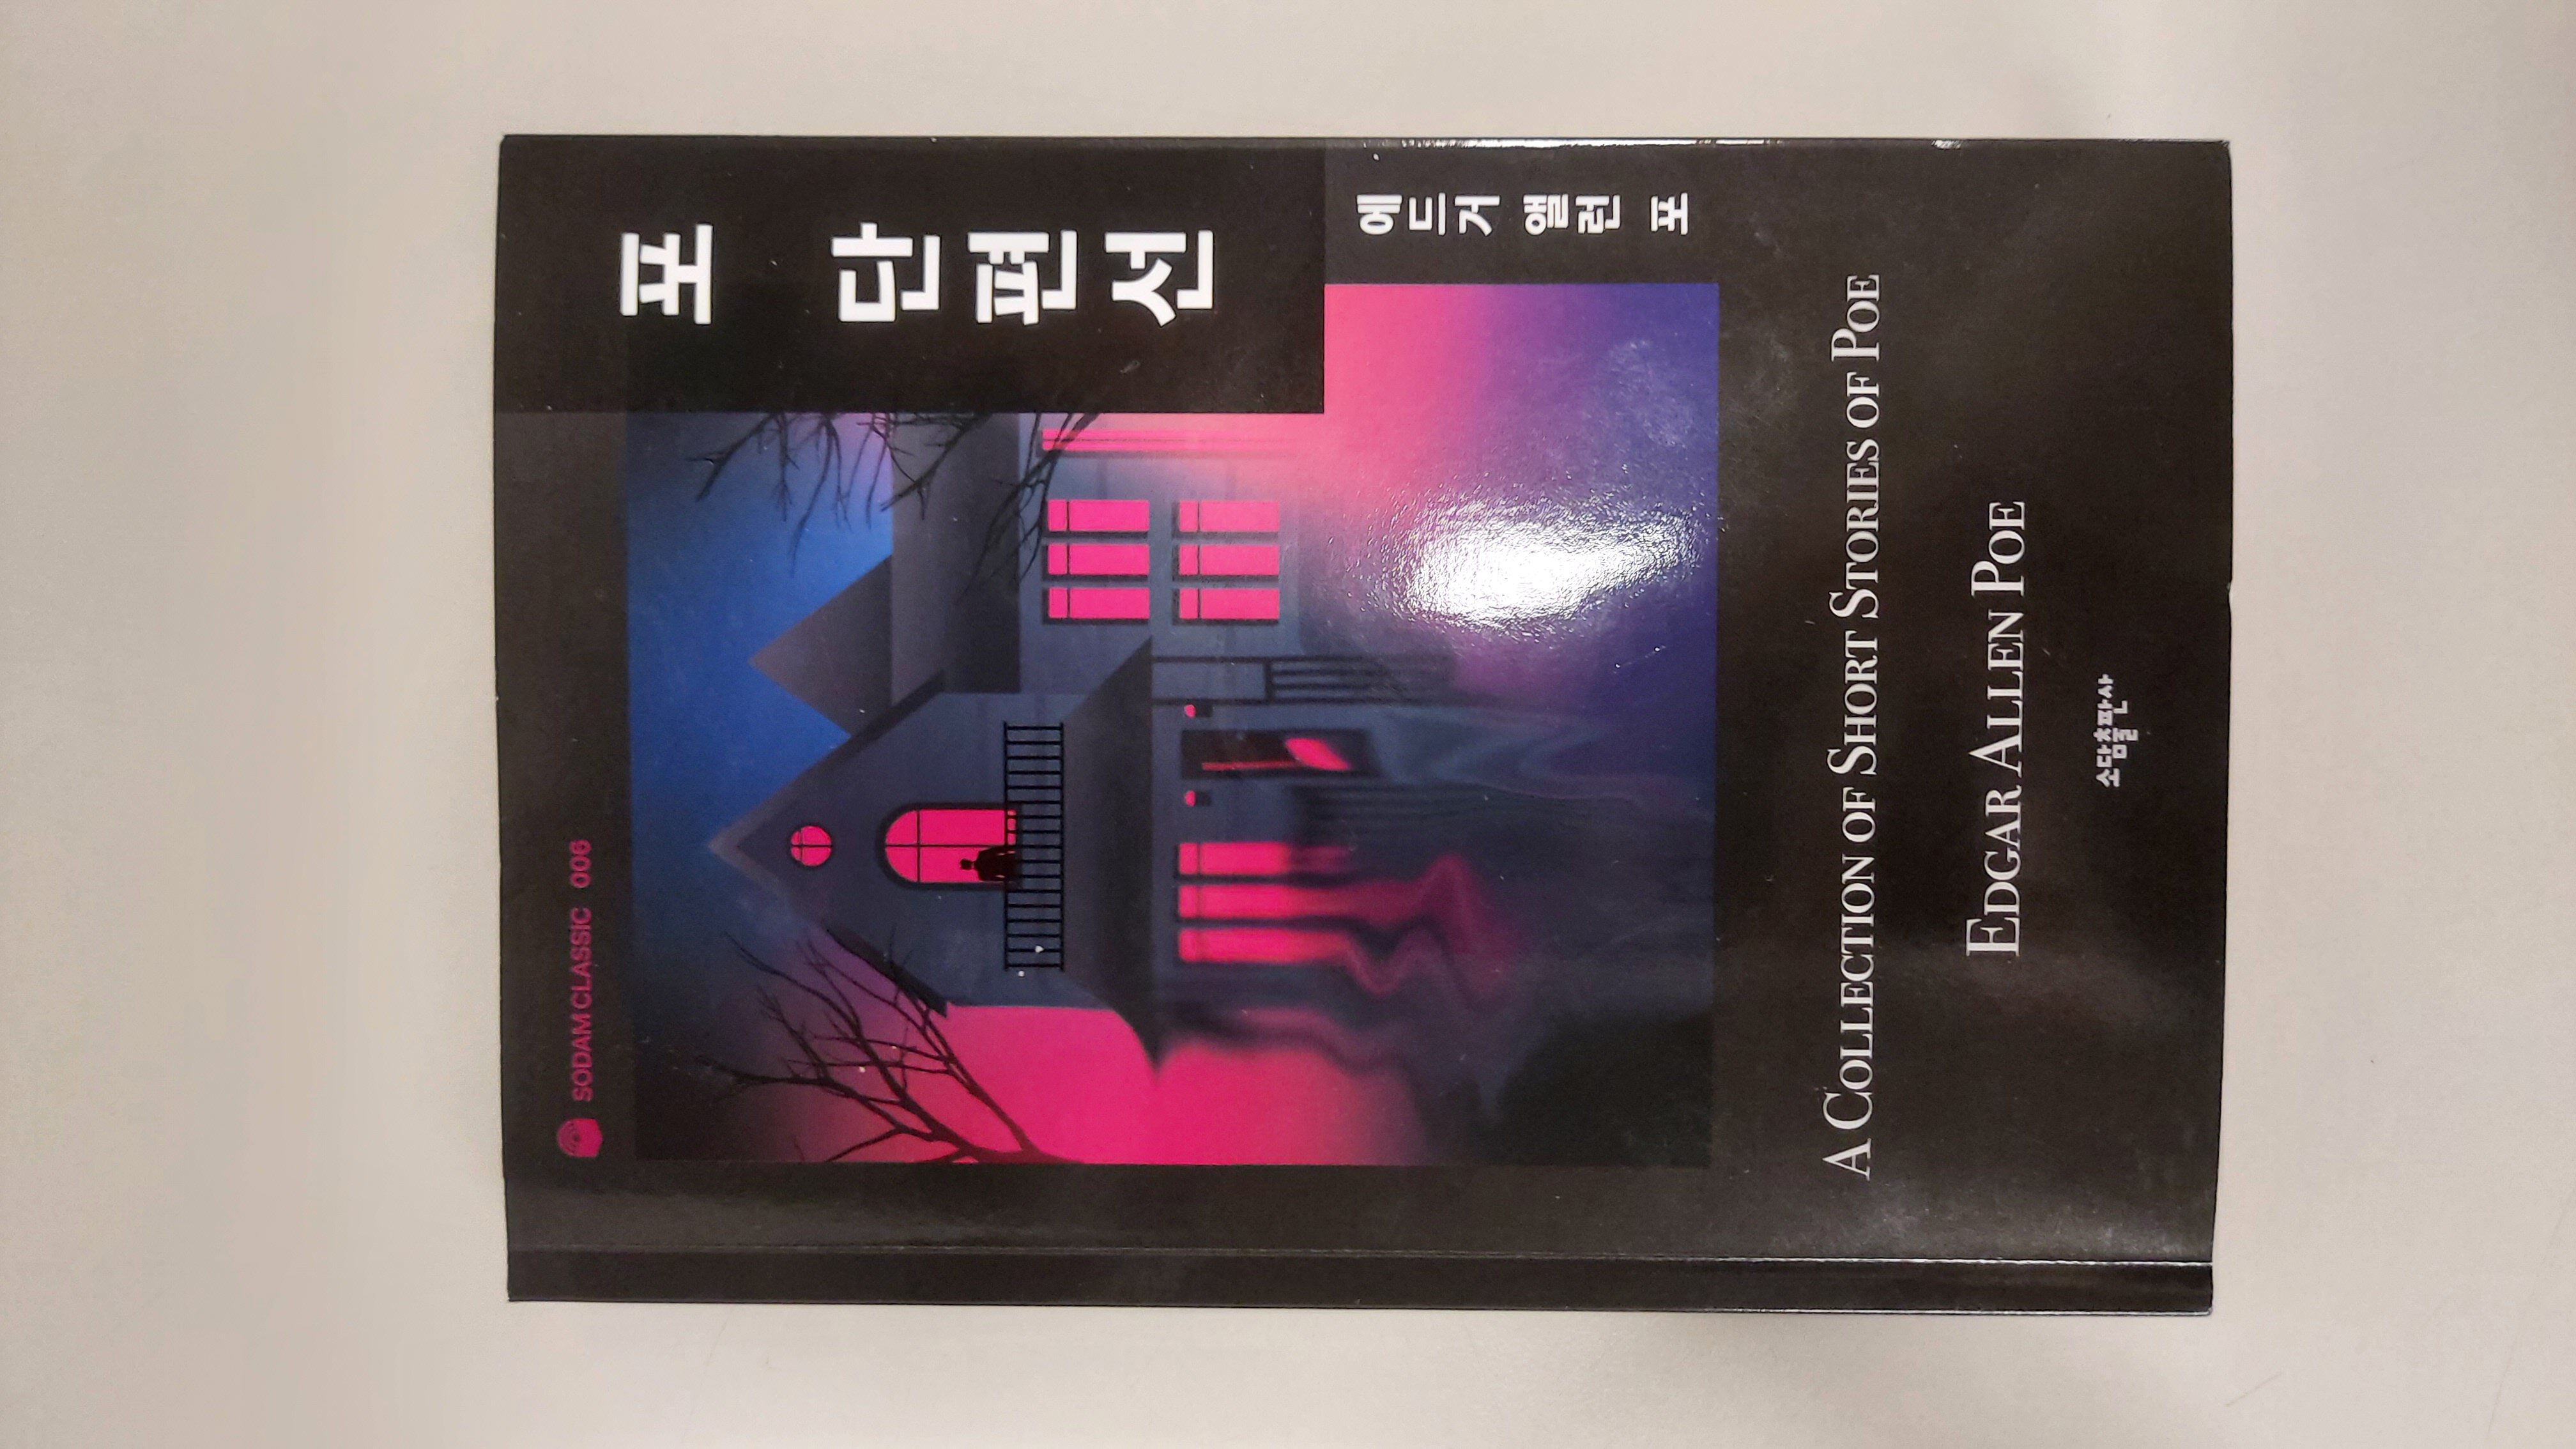 SODAM CLASSIC 006
포 단편선
에드거 앨런 포
A COLLECTION OF SHORT STORIES OF POE
EDGAR ALLEN POE
소담출판사